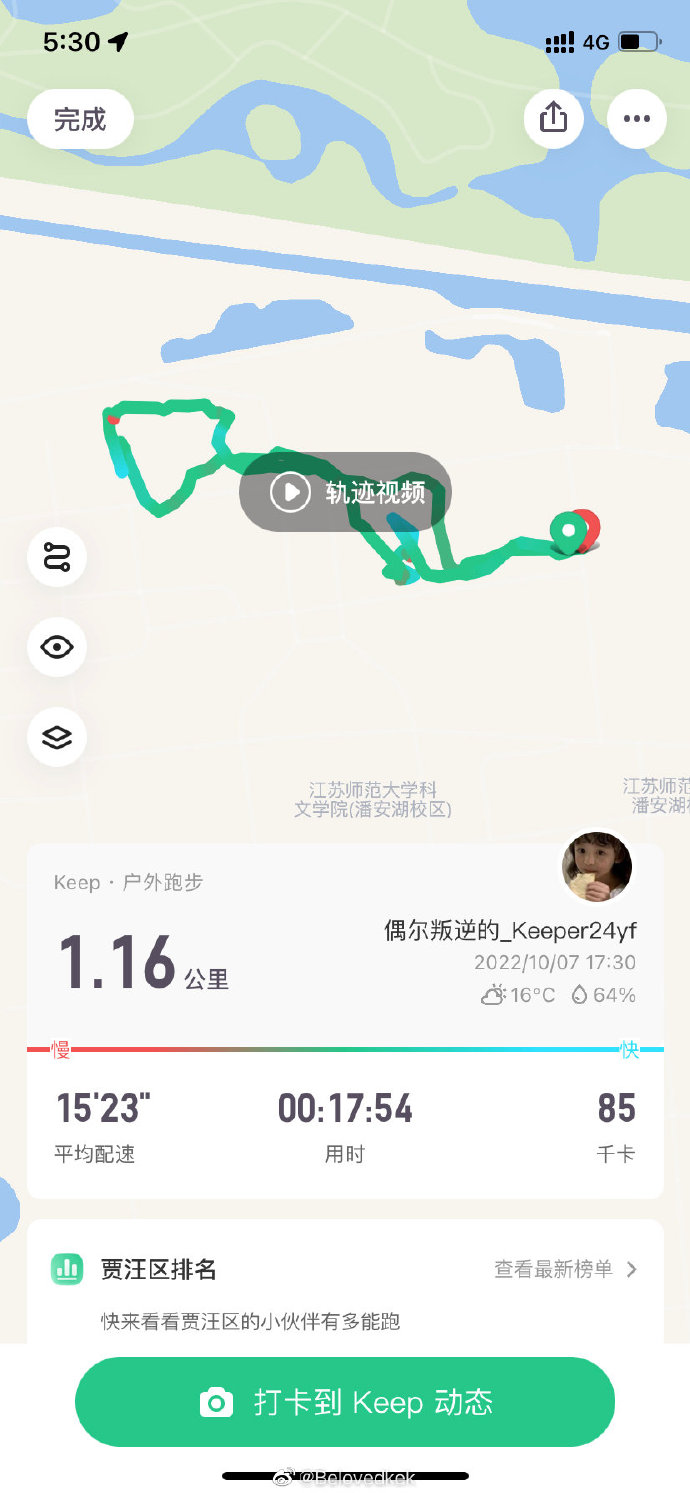 5:30
4G
完成
轨迹视频
江苏师范大学科
文学院(潘安湖校区)
江苏师范
潘安湖校
Keep · 户外跑步
偶尔叛逆的_Keeper24yf
1.16 公里
2022/10/07 17:30
16°C 64%
慢
快
15'23"
00:17:54
85
平均配速
用时
千卡
贾汪区排名
查看最新榜单
快来看看贾汪区的小伙伴有多能跑
打卡到 Keep 动态
@Belovedkek